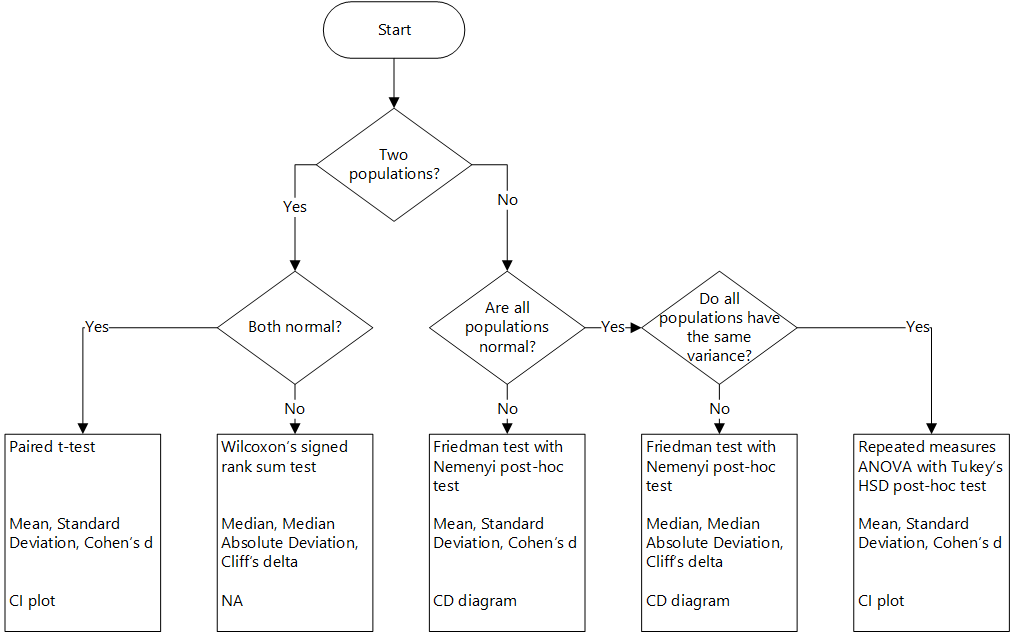 Start
Two
populations?
Yes
No
Both normal?
Are all
populations
normal?
Do all
populations have
the same
variance?
Yes
Yes
Yes
No
No
No
Paired t-test
Mean, Standard
Deviation, Cohen's d
CI plot
Wilcoxon's signed
rank sum test
Median, Median
Absolute Deviation,
Cliff's delta
NA
Friedman test with
Nemenyi post-hoc
test
Mean, Standard
Deviation, Cohen's d
CD diagram
Friedman test with
Nemenyi post-hoc
test
Median, Median
Absolute Deviation,
Cliff's delta
CD diagram
Repeated measures
ANOVA with Tukey's
HSD post-hoc test
Mean, Standard
Deviation, Cohen's d
CI plot